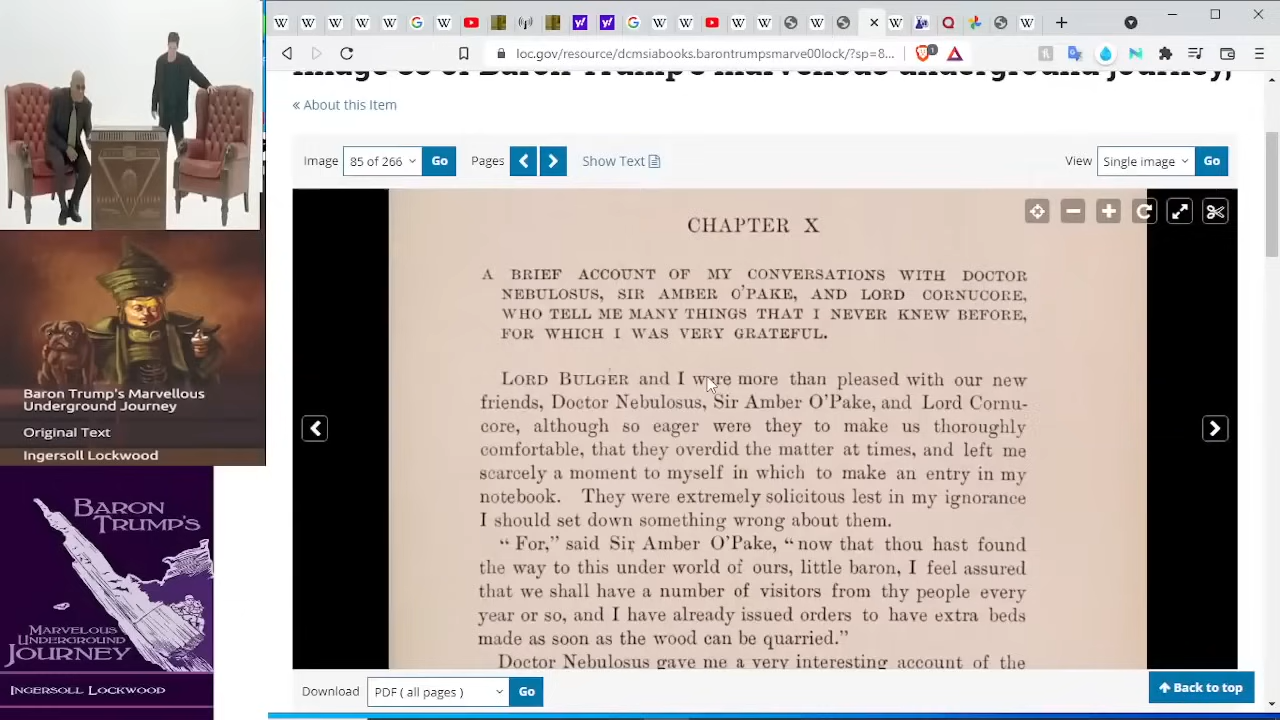 loc.gov/resource/dcmsiabooks.barontrumpsmarve00lock/?sp=8...
1
Image 85 of Baron Trump's marvellous underground journey,
« About this Item
Image 85 of 266 Go Pages Show Text View Single image Go
CHAPTER X
A BRIEF ACCOUNT OF MY CONVERSATIONS WITH DOCTOR
NEBULOSUS, SIR AMBER O'PAKE, AND LORD CORNUCORE,
WHO TELL ME MANY THINGS THAT I NEVER KNEW BEFORE,
FOR WHICH I WAS VERY GRATEFUL.
LORD BULGER and I were more than pleased with our new
friends, Doctor Nebulosus, Sir Amber O'Pake, and Lord Cornu-
core, although so eager were they to make us thoroughly
comfortable, that they overdid the matter at times, and left me
scarcely a moment to myself in which to make an entry in my
notebook. They were extremely solicitous lest in my ignorance
I should set down something wrong about them.
"For," said Sir Amber O'Pake, "now that thou hast found
the way to this under world of ours, little baron, I feel assured
that we shall have a number of visitors from thy people every
year or so, and I have already issued orders to have extra beds
made as soon as the wood can be quarried."
Doctor Nebulosus gave me a very interesting account of the
Download PDF ( all pages ) Go
Back to top
Baron Trump's Marvellous
Underground Journey
Original Text
Ingersoll Lockwood
BARON
TRUMP'S
MARVELOUS
UNDERGROUND
JOURNEY
INGERSOLL LOCKWOOD